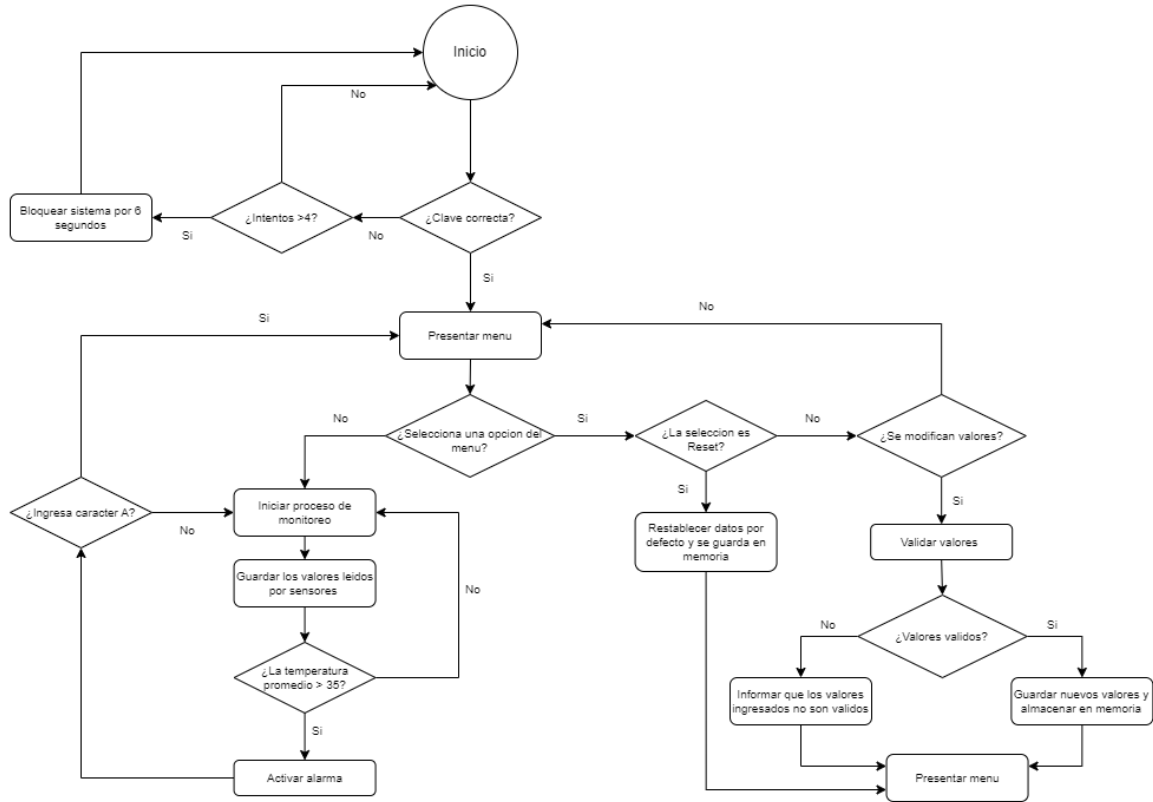 Inicio
No
Bloquear sistema por 6
segundos
Si
¿Intentos >4?
No
¿Clave correcta?
Si
Si
No
Presentar menu
No
¿Selecciona una opcion del
menu?
Si
¿La seleccion es
Reset?
No
¿Se modifican valores?
¿Ingresa caracter A?
No
Iniciar proceso de
monitoreo
Si
Si
Restablecer datos por
defecto y se guarda en
memoria
Validar valores
Guardar los valores leidos
por sensores
No
No
¿Valores validos?
Si
¿La temperatura
promedio > 35?
Informar que los valores
ingresados no son validos
Guardar nuevos valores y
almacenar en memoria
Si
Activar alarma
Presentar menu